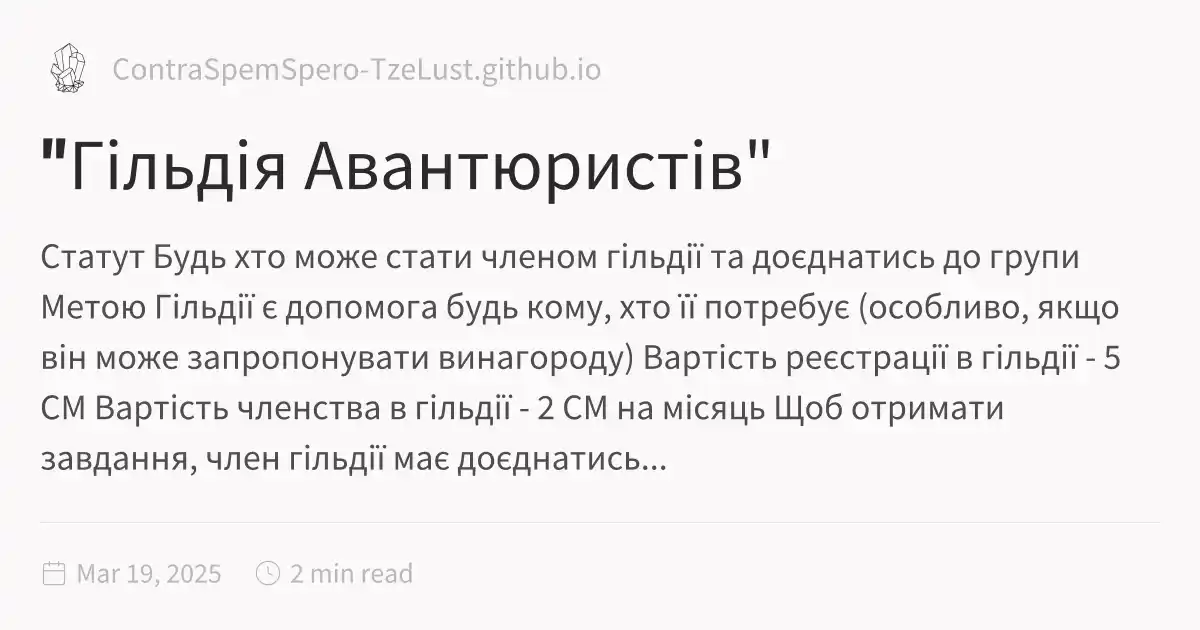 ContraSpemSpero-TzeLust.github.io
"Гільдія Авантюристів"
Статут Будь хто може стати членом гільдії та доєднатись до групи
Метою Гільдії є допомога будь кому, хто її потребує (особливо, якщо
він може запропонувати винагороду) Вартість реєстрації в гільдії - 5
СМ Вартість членства в гільдії - 2 СМ на місяць Щоб отримати
завдання, член гільдії має доєднатись...
Mar 19, 2025 2 min read